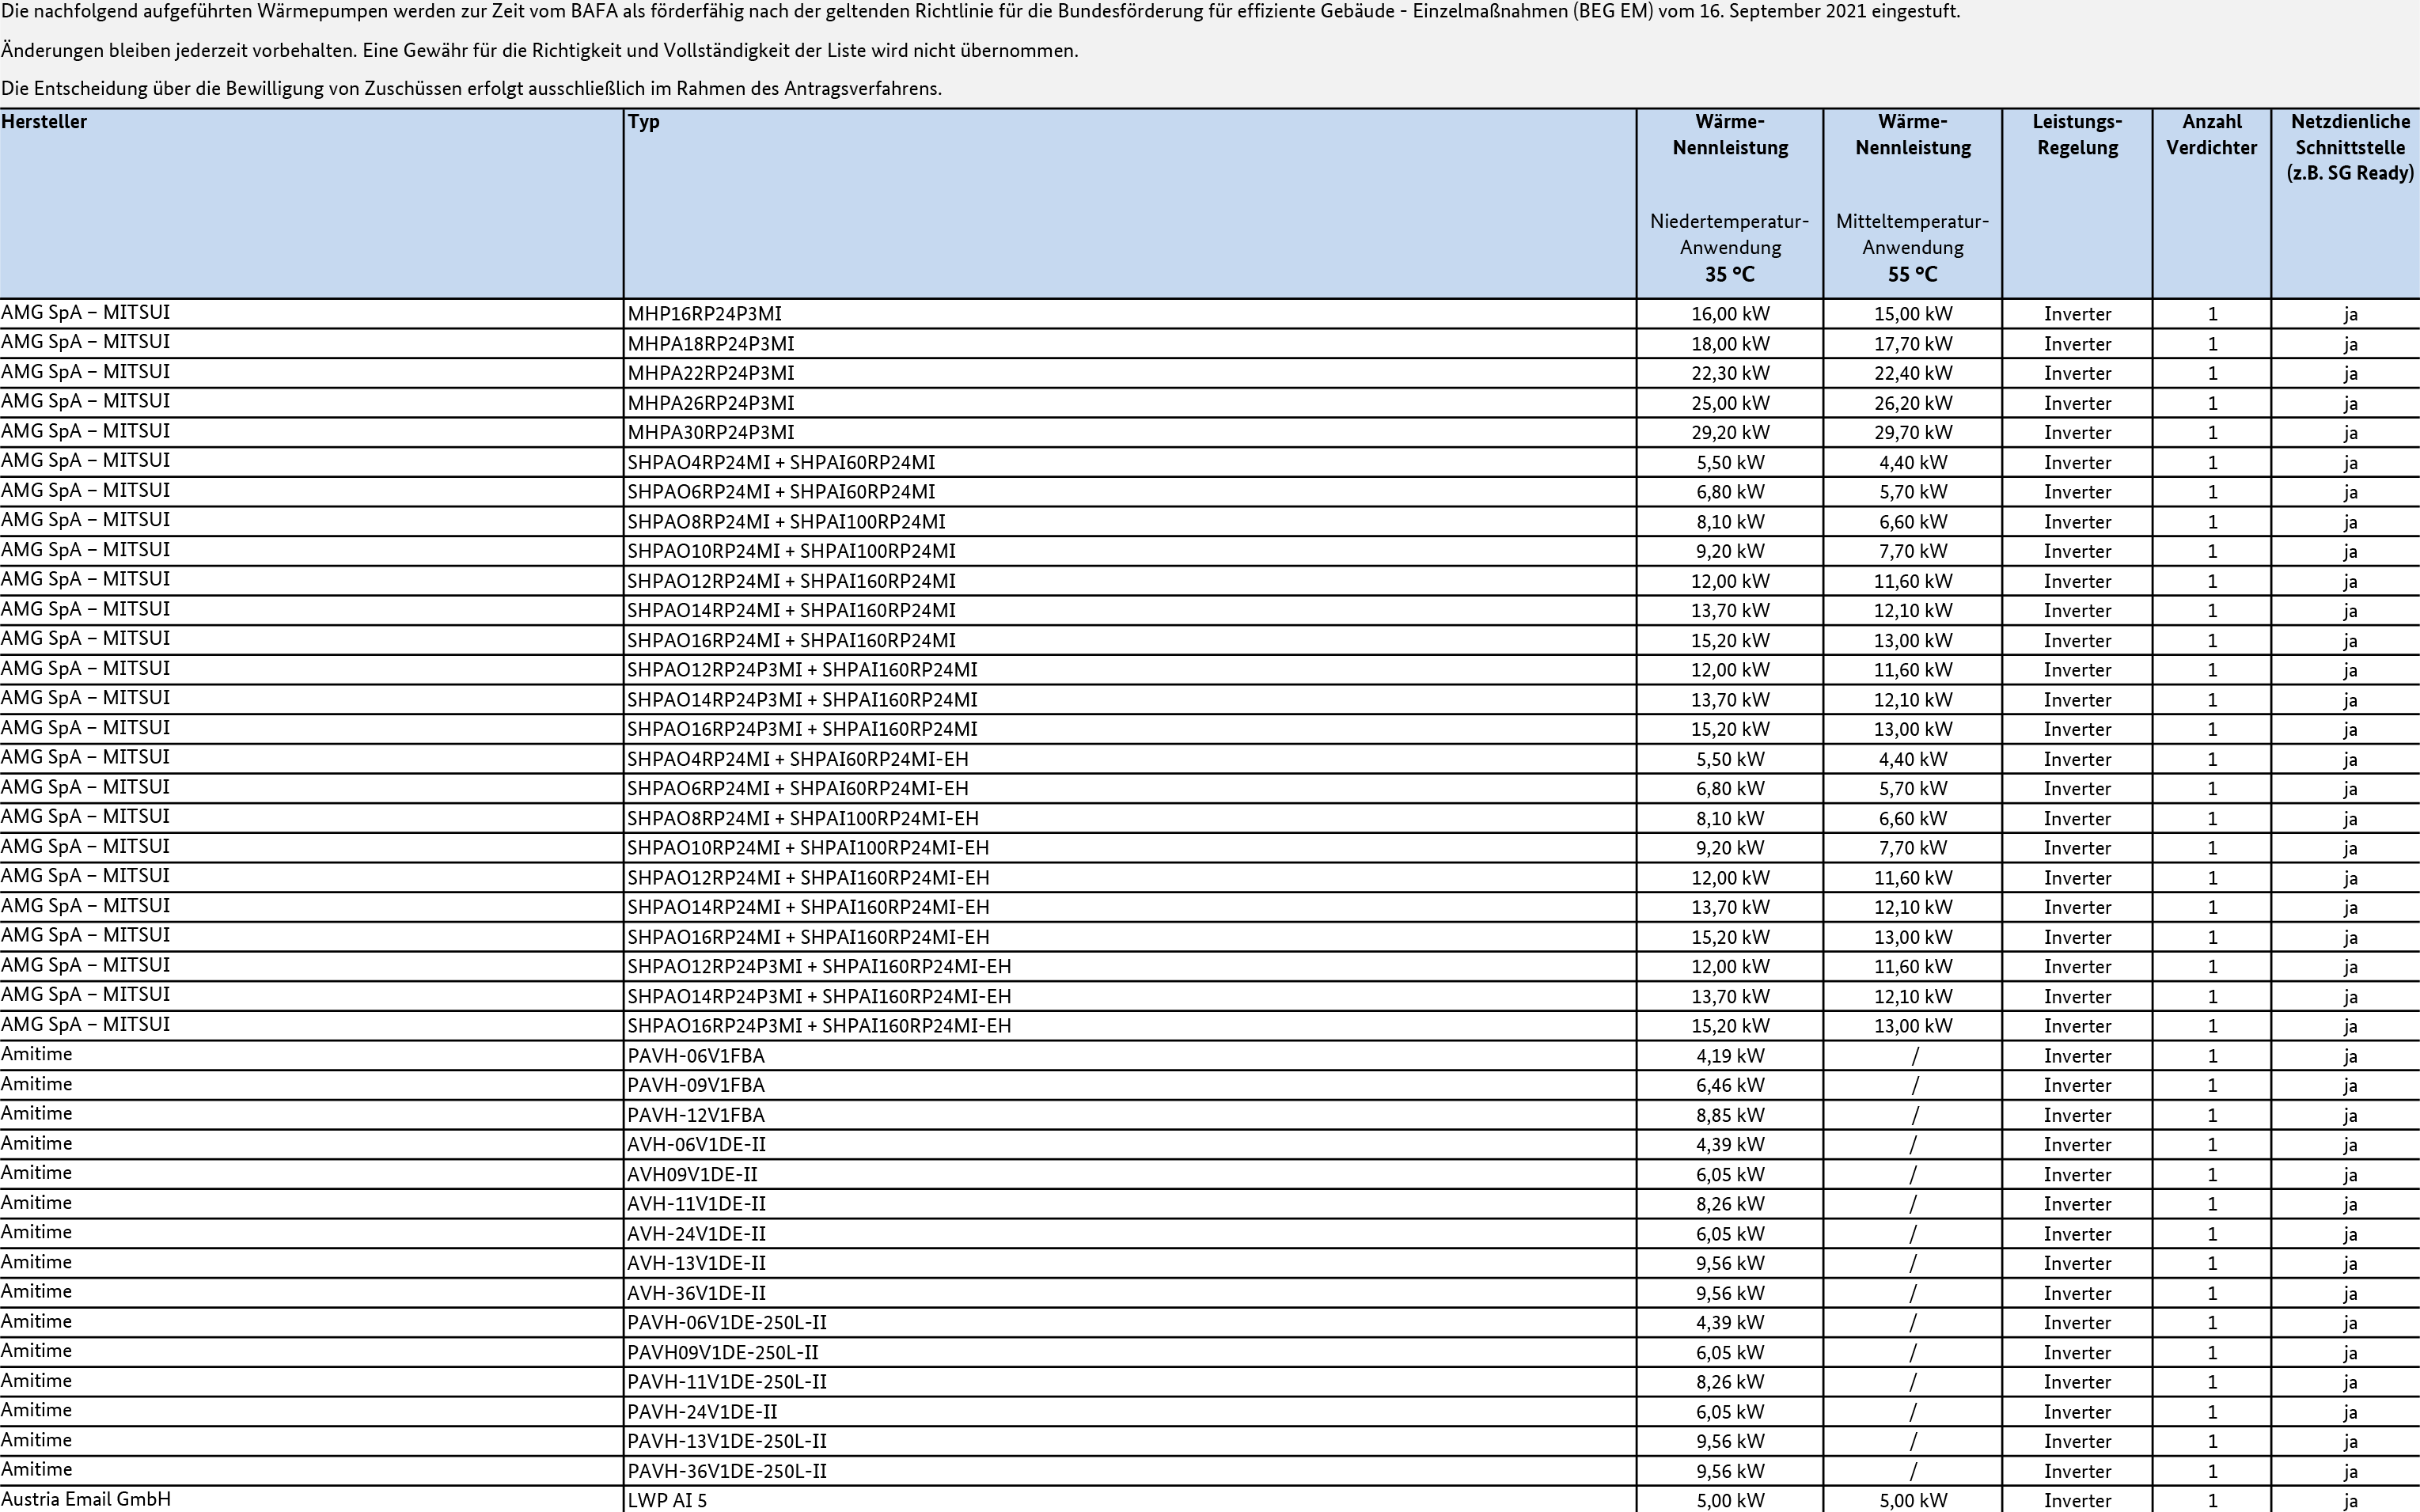 Die nachfolgend aufgeführten Wärmepumpen werden zur Zeit vom BAFA als förderfähig nach der geltenden Richtlinie für die Bundesförderung für effiziente Gebäude - Einzelmaßnahmen (BEG EM) vom 16. September 2021 eingestuft.
Änderungen bleiben jederzeit vorbehalten. Eine Gewähr für die Richtigkeit und Vollständigkeit der Liste wird nicht übernommen.
Die Entscheidung über die Bewilligung von Zuschüssen erfolgt ausschließlich im Rahmen des Antragsverfahrens.
Hersteller Typ Wärme- Wärme- Leistungs- Anzahl Netzdienliche
Nennleistung Nennleistung Regelung Verdichter Schnittstelle
(z.B. SG Ready)
Niedertemperatur- Mitteltemperatur-
Anwendung Anwendung
35 °C 55 °C
AMG SpA – MITSUI MHP16RP24P3MI 16,00 kW 15,00 kW Inverter 1 ja
AMG SpA – MITSUI MHPA18RP24P3MI 18,00 kW 17,70 kW Inverter 1 ja
AMG SpA – MITSUI MHPA22RP24P3MI 22,30 kW 22,40 kW Inverter 1 ja
AMG SpA – MITSUI MHPA26RP24P3MI 25,00 kW 26,20 kW Inverter 1 ja
AMG SpA – MITSUI MHPA30RP24P3MI 29,20 kW 29,70 kW Inverter 1 ja
AMG SpA – MITSUI SHPAO4RP24MI + SHPAI60RP24MI 5,50 kW 4,40 kW Inverter 1 ja
AMG SpA – MITSUI SHPAO6RP24MI + SHPAI60RP24MI 6,80 kW 5,70 kW Inverter 1 ja
AMG SpA – MITSUI SHPAO8RP24MI + SHPAI100RP24MI 8,10 kW 6,60 kW Inverter 1 ja
AMG SpA – MITSUI SHPAO10RP24MI + SHPAI100RP24MI 9,20 kW 7,70 kW Inverter 1 ja
AMG SpA – MITSUI SHPAO12RP24MI + SHPAI160RP24MI 12,00 kW 11,60 kW Inverter 1 ja
AMG SpA – MITSUI SHPAO14RP24MI + SHPAI160RP24MI 13,70 kW 12,10 kW Inverter 1 ja
AMG SpA – MITSUI SHPAO16RP24MI + SHPAI160RP24MI 15,20 kW 13,00 kW Inverter 1 ja
AMG SpA – MITSUI SHPAO12RP24P3MI + SHPAI160RP24MI 12,00 kW 11,60 kW Inverter 1 ja
AMG SpA – MITSUI SHPAO14RP24P3MI + SHPAI160RP24MI 13,70 kW 12,10 kW Inverter 1 ja
AMG SpA – MITSUI SHPAO16RP24P3MI + SHPAI160RP24MI 15,20 kW 13,00 kW Inverter 1 ja
AMG SpA – MITSUI SHPAO4RP24MI + SHPAI60RP24MI-EH 5,50 kW 4,40 kW Inverter 1 ja
AMG SpA – MITSUI SHPAO6RP24MI + SHPAI60RP24MI-EH 6,80 kW 5,70 kW Inverter 1 ja
AMG SpA – MITSUI SHPAO8RP24MI + SHPAI100RP24MI-EH 8,10 kW 6,60 kW Inverter 1 ja
AMG SpA – MITSUI SHPAO10RP24MI + SHPAI100RP24MI-EH 9,20 kW 7,70 kW Inverter 1 ja
AMG SpA – MITSUI SHPAO12RP24MI + SHPAI160RP24MI-EH 12,00 kW 11,60 kW Inverter 1 ja
AMG SpA – MITSUI SHPAO14RP24MI + SHPAI160RP24MI-EH 13,70 kW 12,10 kW Inverter 1 ja
AMG SpA – MITSUI SHPAO16RP24MI + SHPAI160RP24MI-EH 15,20 kW 13,00 kW Inverter 1 ja
AMG SpA – MITSUI SHPAO12RP24P3MI + SHPAI160RP24MI-EH 12,00 kW 11,60 kW Inverter 1 ja
AMG SpA – MITSUI SHPAO14RP24P3MI + SHPAI160RP24MI-EH 13,70 kW 12,10 kW Inverter 1 ja
AMG SpA – MITSUI SHPAO16RP24P3MI + SHPAI160RP24MI-EH 15,20 kW 13,00 kW Inverter 1 ja
Amitime PAVH-06V1FBA 4,19 kW / Inverter 1 ja
Amitime PAVH-09V1FBA 6,46 kW / Inverter 1 ja
Amitime PAVH-12V1FBA 8,85 kW / Inverter 1 ja
Amitime AVH-06V1DE-II 4,39 kW / Inverter 1 ja
Amitime AVH09V1DE-II 6,05 kW / Inverter 1 ja
Amitime AVH-11V1DE-II 8,26 kW / Inverter 1 ja
Amitime AVH-24V1DE-II 6,05 kW / Inverter 1 ja
Amitime AVH-13V1DE-II 9,56 kW / Inverter 1 ja
Amitime AVH-36V1DE-II 9,56 kW / Inverter 1 ja
Amitime PAVH-06V1DE-250L-II 4,39 kW / Inverter 1 ja
Amitime PAVH09V1DE-250L-II 6,05 kW / Inverter 1 ja
Amitime PAVH-11V1DE-250L-II 8,26 kW / Inverter 1 ja
Amitime PAVH-24V1DE-II 6,05 kW / Inverter 1 ja
Amitime PAVH-13V1DE-250L-II 9,56 kW / Inverter 1 ja
Amitime PAVH-36V1DE-250L-II 9,56 kW / Inverter 1 ja
Austria Email GmbH LWP AI 5 5,00 kW 5,00 kW Inverter 1 ja